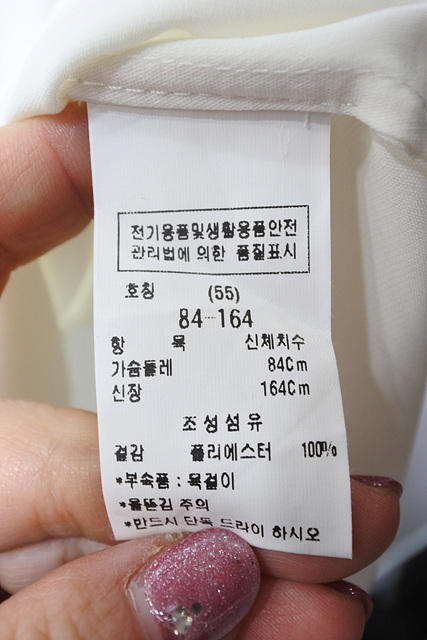 전기용품및생활용품안전
관리법에 의한 품질표시
호칭 (55)
84-164
항 목 신체치수
가슴둘레 84Cm
신장 164Cm
조성섬유
겉감 폴리에스터 100%
*부속품 : 목걸이
*올뜯김 주의
*반드시 단독 드라이 하시오